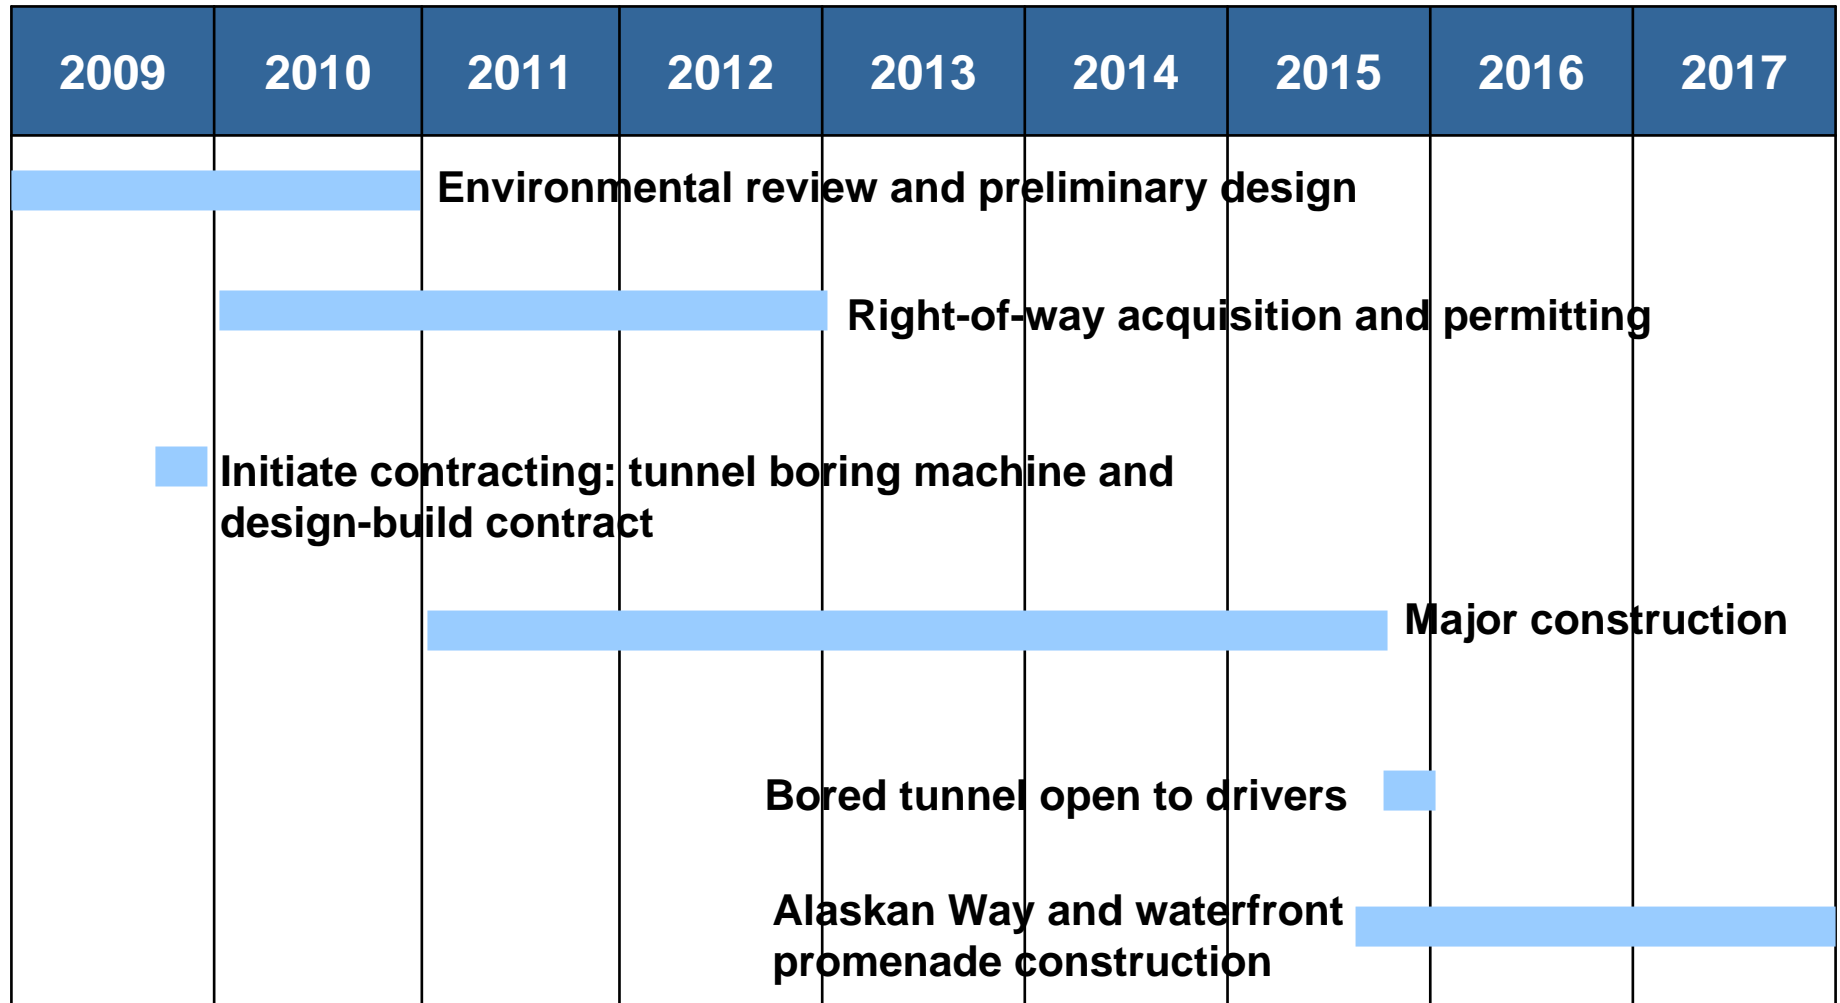 2009 2010 2011 2012 2013 2014 2015 2016 2017
Environmental review and preliminary design
Right-of-way acquisition and permitting
Initiate contracting: tunnel boring machine and
design-build contract
Major construction
Bored tunnel open to drivers
Alaskan Way and waterfront
promenade construction